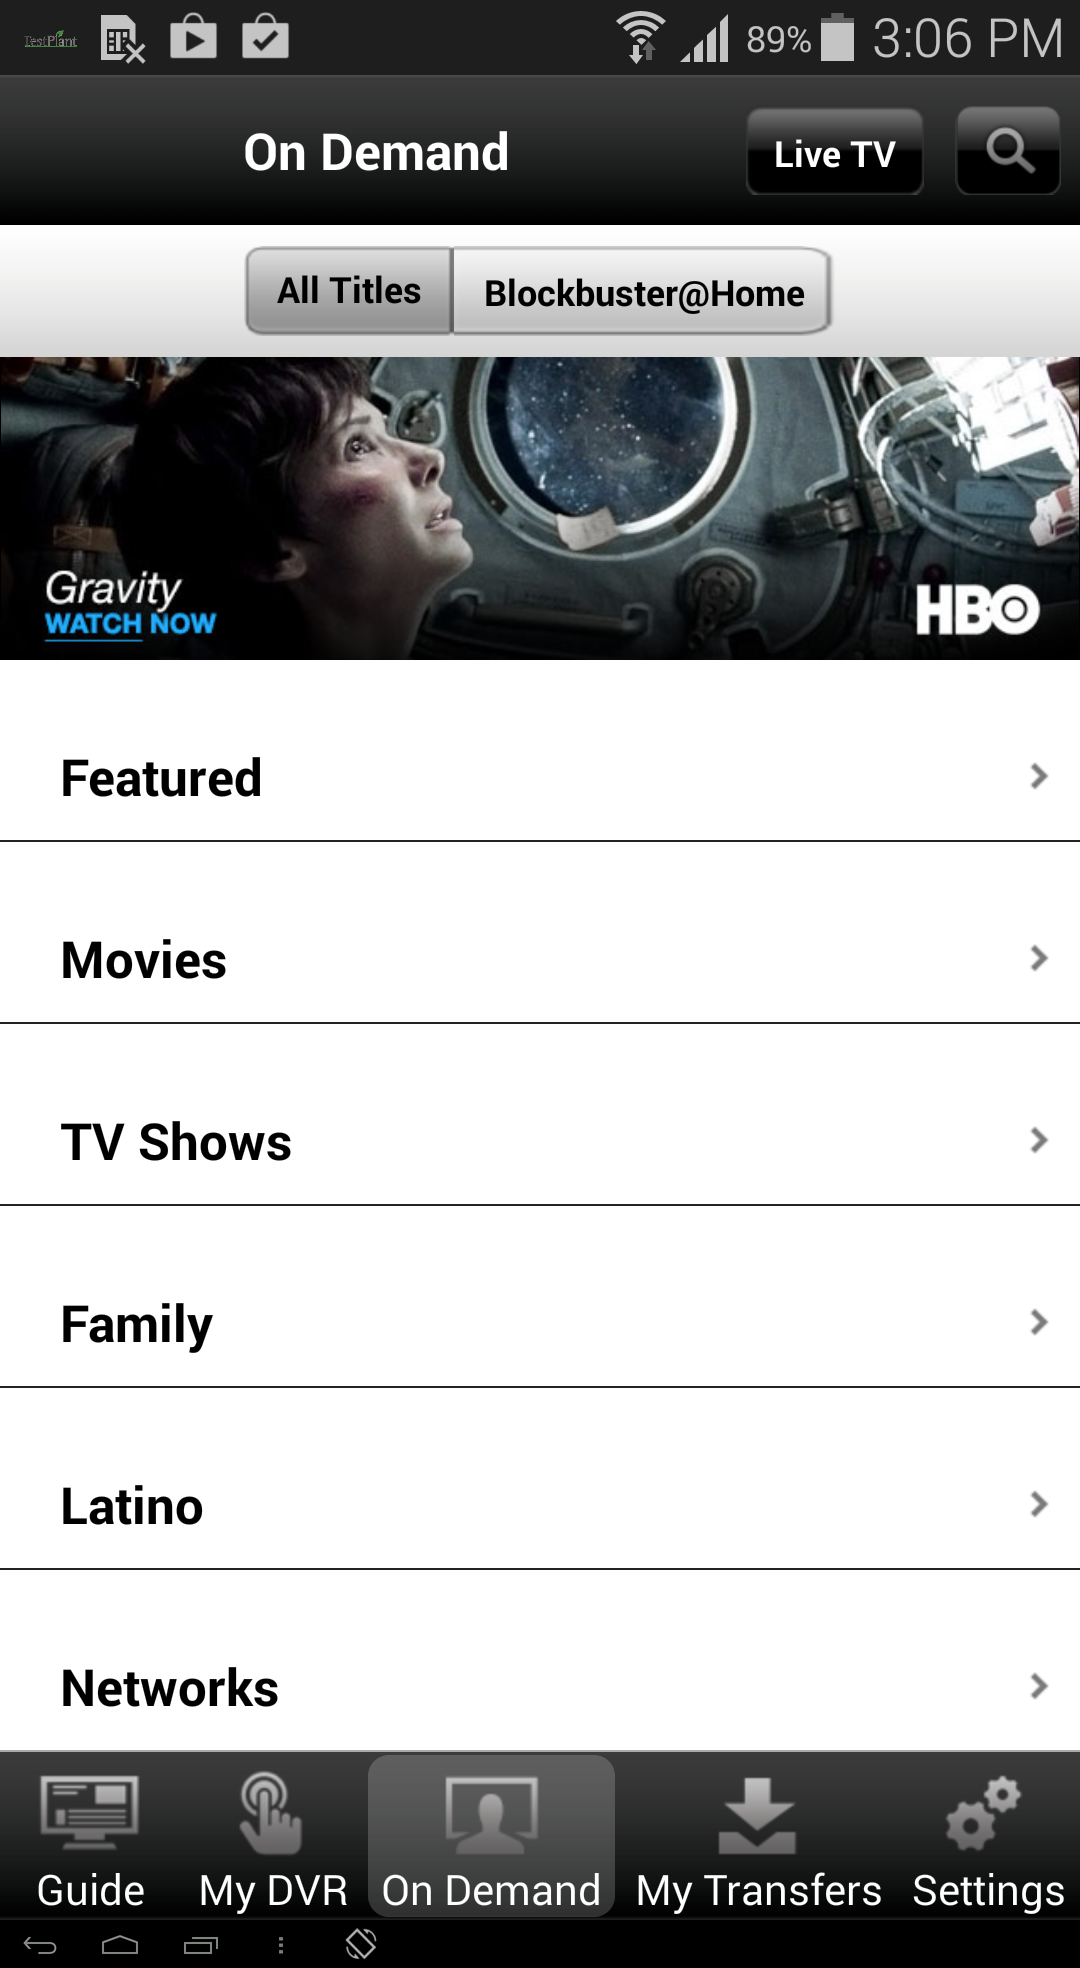 TestPlant 89% 3:06 PM
On Demand Live TV
All Titles Blockbuster@Home
Gravity
WATCH NOW
HBO
Featured
Movies
TV Shows
Family
Latino
Networks
Guide My DVR On Demand My Transfers Settings